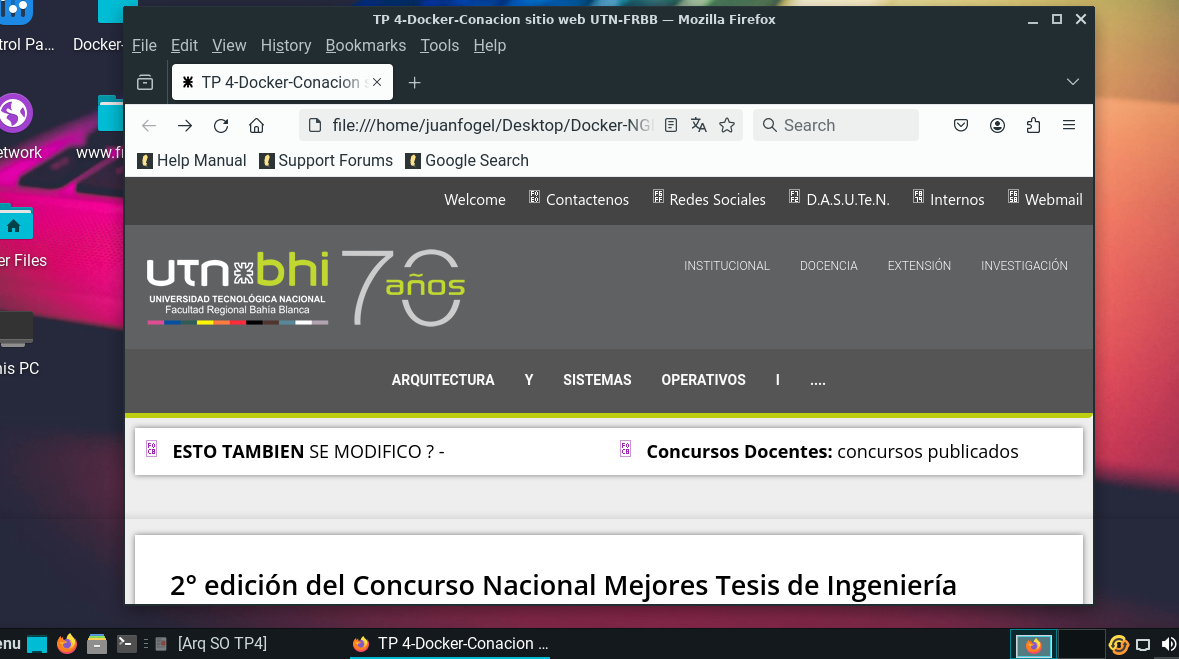 trol Pa...
Docker-
etwork
www.fr
er Files
his PC
TP 4-Docker-Conacion sitio web UTN-FRBB — Mozilla Firefox
File Edit View History Bookmarks Tools Help
TP 4-Docker-Conacion s
file:///home/juanfogel/Desktop/Docker-NGI
Search
Help Manual Support Forums Google Search
Welcome Contactenos Redes Sociales D.A.S.U.Te.N. Internos Webmail
utn bhi 70 años
UNIVERSIDAD TECNOLÓGICA NACIONAL
Facultad Regional Bahía Blanca
INSTITUCIONAL DOCENCIA EXTENSIÓN INVESTIGACIÓN
ARQUITECTURA Y SISTEMAS OPERATIVOS I ....
ESTO TAMBIEN SE MODIFICO ? -
Concursos Docentes: concursos publicados
2° edición del Concurso Nacional Mejores Tesis de Ingeniería
enu
[Arq SO TP4]
TP 4-Docker-Conacion ...